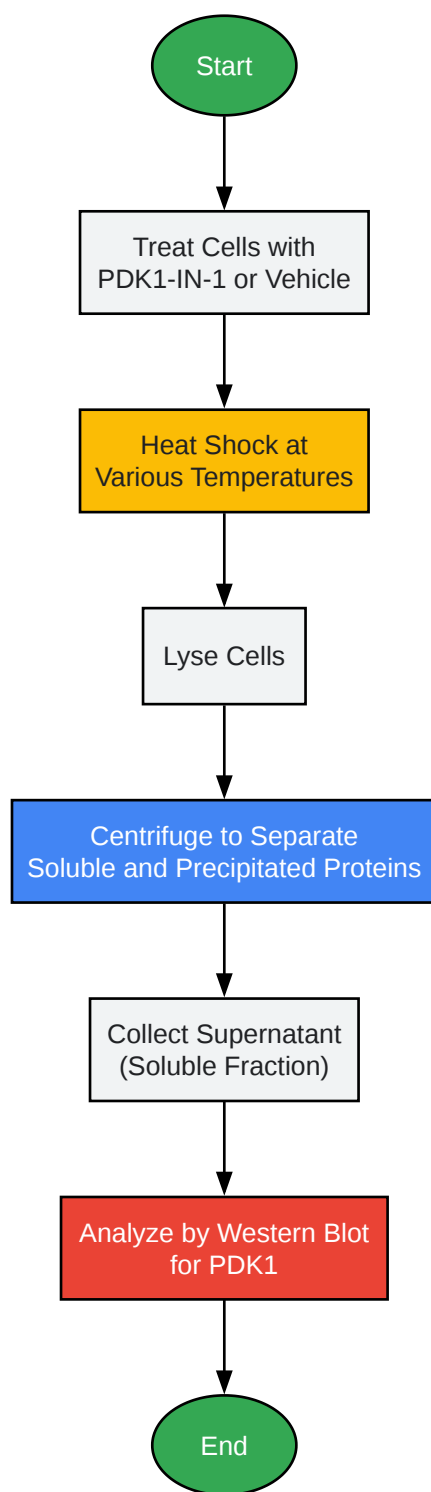 Start
Treat Cells with
PDK1-IN-1 or Vehicle
Heat Shock at
Various Temperatures
Lyse Cells
Centrifuge to Separate
Soluble and Precipitated Proteins
Collect Supernatant
(Soluble Fraction)
Analyze by Western Blot
for PDK1
End